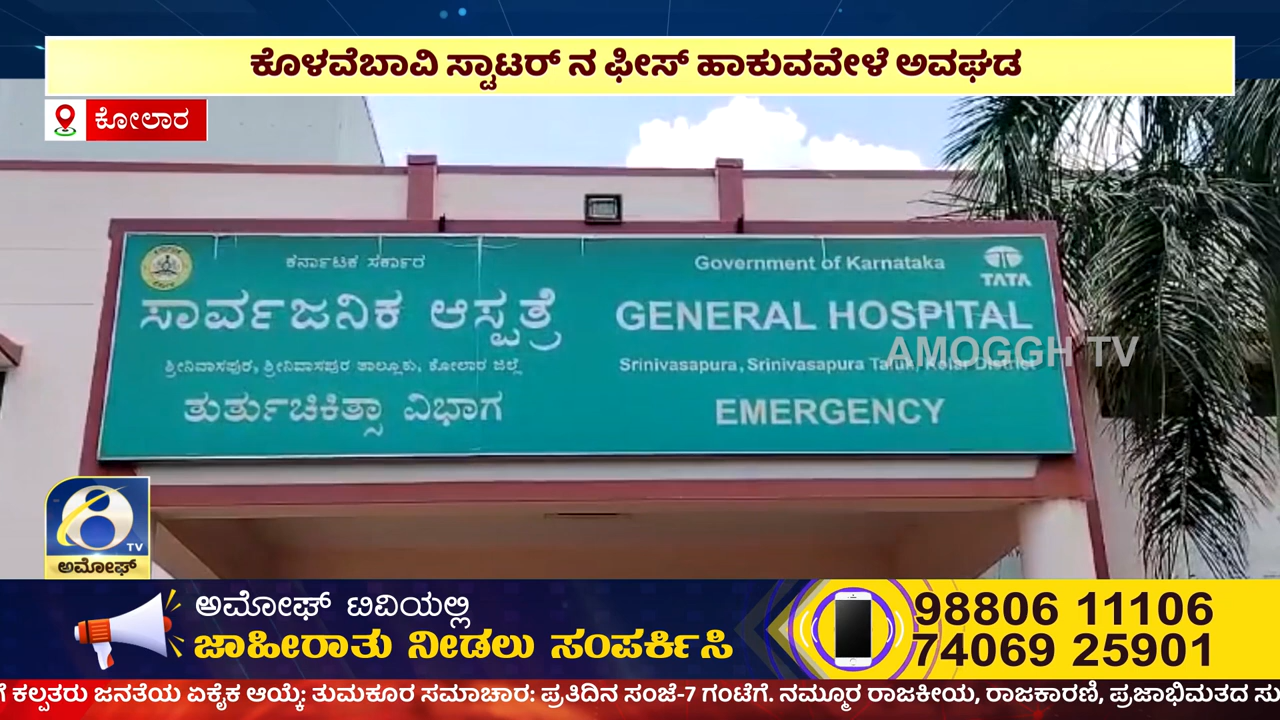 ಕೊಳವೆಬಾವಿ ಸ್ಟಾಟರ್ ನ ಫೀಸ್ ಹಾಕುವವೇಳೆ ಅವಘಡ
ಕೋಲಾರ
ಕರ್ನಾಟಕ ಸರ್ಕಾರ
ಸಾರ್ವಜನಿಕ ಆಸ್ಪತ್ರೆ
ಶ್ರೀನಿವಾಸಪುರ, ಶ್ರೀನಿವಾಸಪುರ ತಾಲ್ಲೂಕು, ಕೋಲಾರ ಜಿಲ್ಲೆ
ತುರ್ತುಚಿಕಿತ್ಸಾ ವಿಭಾಗ
Government of Karnataka
TATA
GENERAL HOSPITAL
Srinivasapura, Srinivasapura Taluk, Kolar District
EMERGENCY
AMOGGH TV
8 TV
ಅಮೋಘ್
ಅಮೋಘ್ ಟಿವಿಯಲ್ಲಿ
ಜಾಹೀರಾತು ನೀಡಲು ಸಂಪರ್ಕಿಸಿ
98806 11106
74069 25901
ಕಲ್ಪತರು ಜನತೆಯ ಏಕೈಕ ಆಯ್ಕೆ; ತುಮಕೂರ ಸಮಾಚಾರ: ಪ್ರತಿದಿನ ಸಂಜೆ-7 ಗಂಟೆಗೆ. ನಮ್ಮೂರ ರಾಜಕೀಯ, ರಾಜಕಾರಣಿ, ಪ್ರಜಾಭಿಮತದ